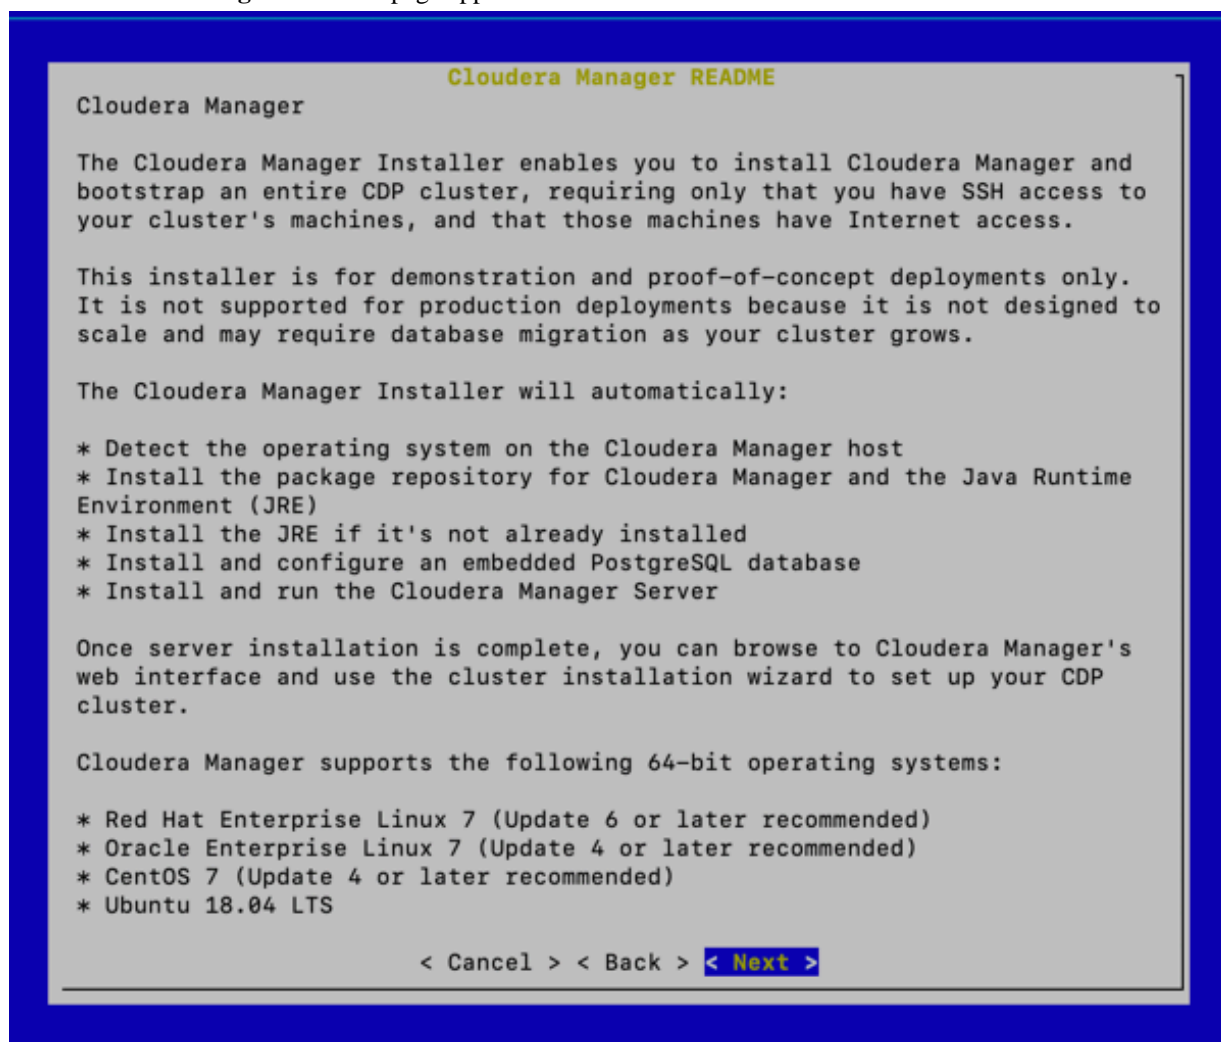 Cloudera Manager README
Cloudera Manager
The Cloudera Manager Installer enables you to install Cloudera Manager and
bootstrap an entire CDP cluster, requiring only that you have SSH access to
your cluster's machines, and that those machines have Internet access.
This installer is for demonstration and proof-of-concept deployments only.
It is not supported for production deployments because it is not designed to
scale and may require database migration as your cluster grows.
The Cloudera Manager Installer will automatically:
* Detect the operating system on the Cloudera Manager host
* Install the package repository for Cloudera Manager and the Java Runtime
Environment (JRE)
* Install the JRE if it's not already installed
* Install and configure an embedded PostgreSQL database
* Install and run the Cloudera Manager Server
Once server installation is complete, you can browse to Cloudera Manager's
web interface and use the cluster installation wizard to set up your CDP
cluster.
Cloudera Manager supports the following 64-bit operating systems:
* Red Hat Enterprise Linux 7 (Update 6 or later recommended)
* Oracle Enterprise Linux 7 (Update 4 or later recommended)
* CentOS 7 (Update 4 or later recommended)
* Ubuntu 18.04 LTS
< Cancel > < Back > < Next >